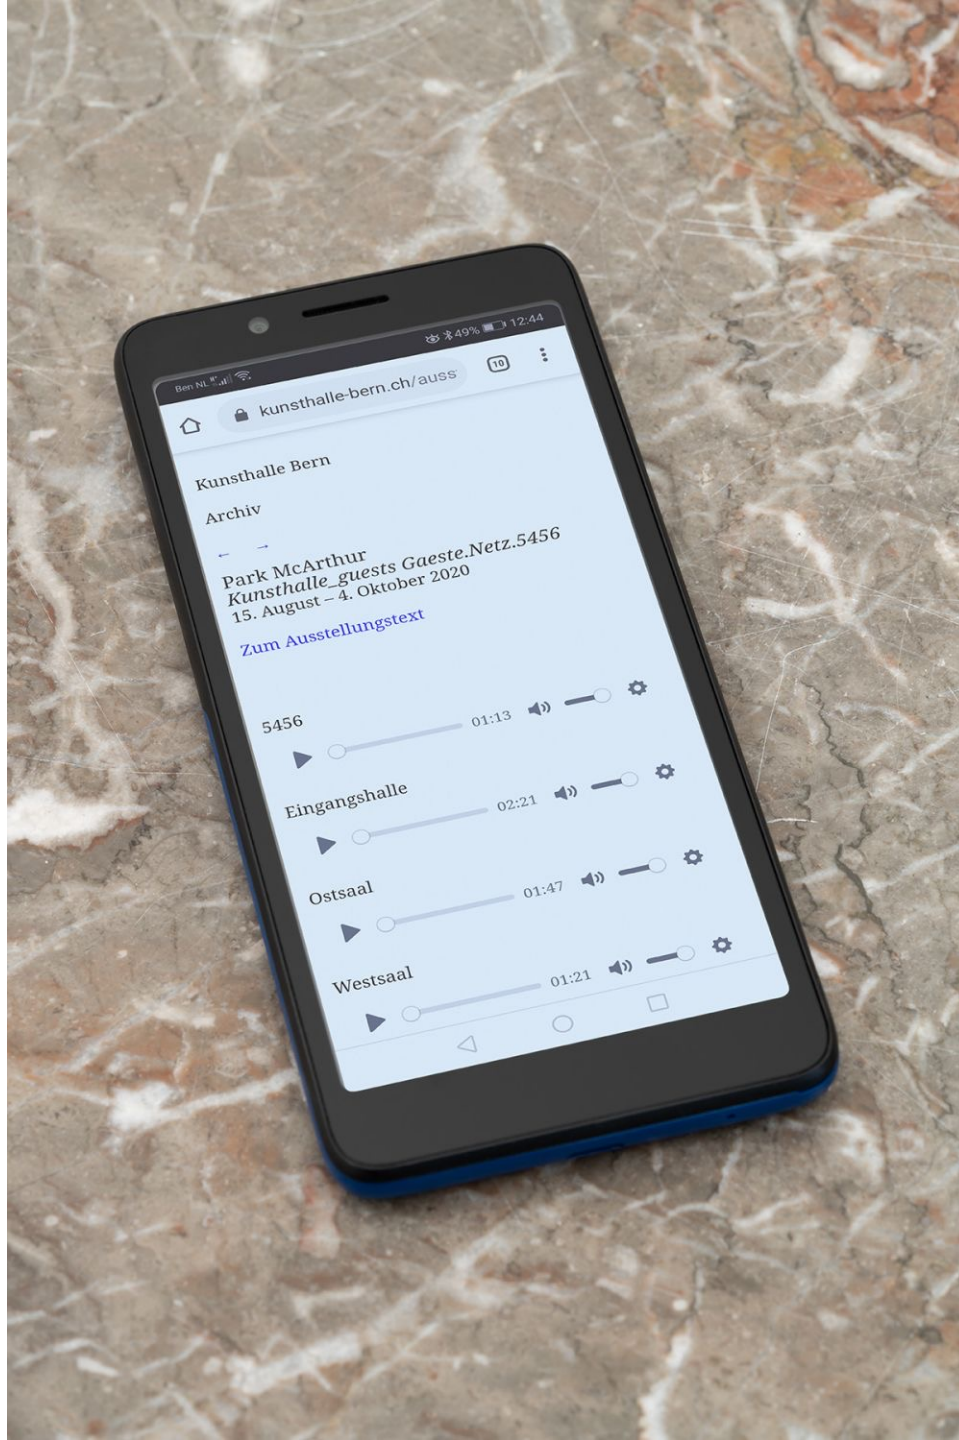 Ben NL 49% 12:44
kunsthalle-bern.ch/auss
10
Kunsthalle Bern
Archiv
← →
Park McArthur
Kunsthalle_guests Gaeste.Netz.5456
15. August – 4. Oktober 2020
Zum Ausstellungstext
5456
01:13
Eingangshalle
02:21
Ostsaal
01:47
Westsaal
01:21